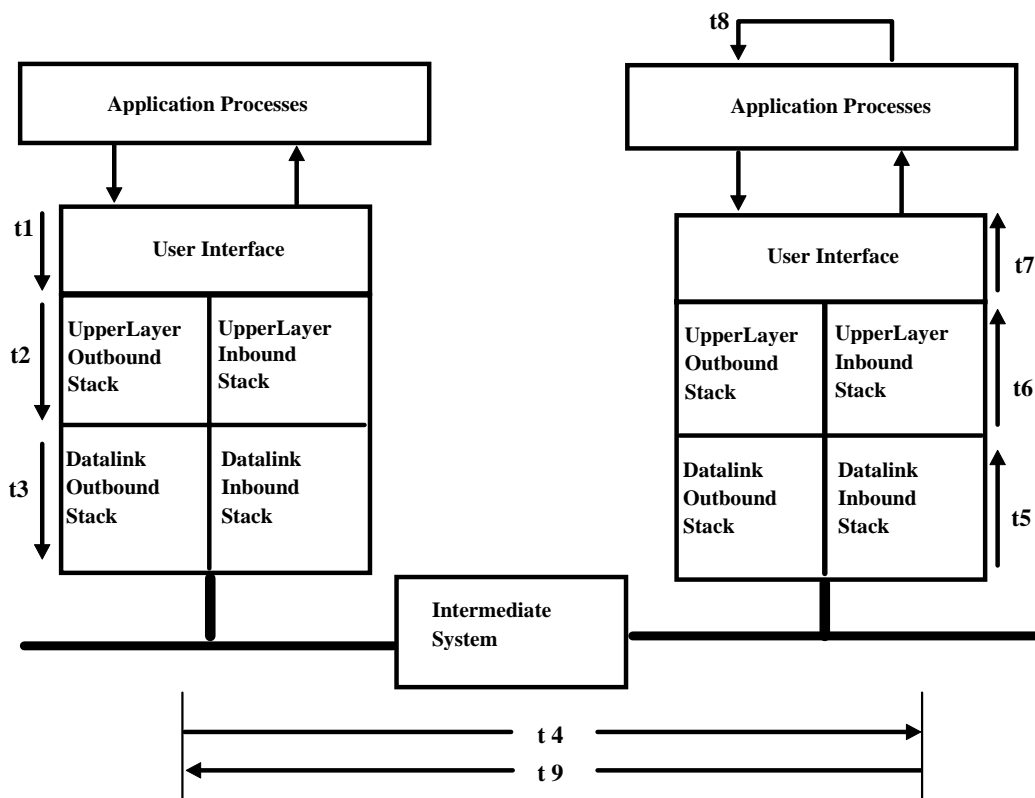 t8
Application Processes
Application Processes
t1
User Interface
User Interface
t7
t2
UpperLayer
Outbound
Stack
UpperLayer
Inbound
Stack
UpperLayer
Outbound
Stack
UpperLayer
Inbound
Stack
t6
t3
Datalink
Outbound
Stack
Datalink
Inbound
Stack
Datalink
Outbound
Stack
Datalink
Inbound
Stack
t5
Intermediate
System
t 4
t 9